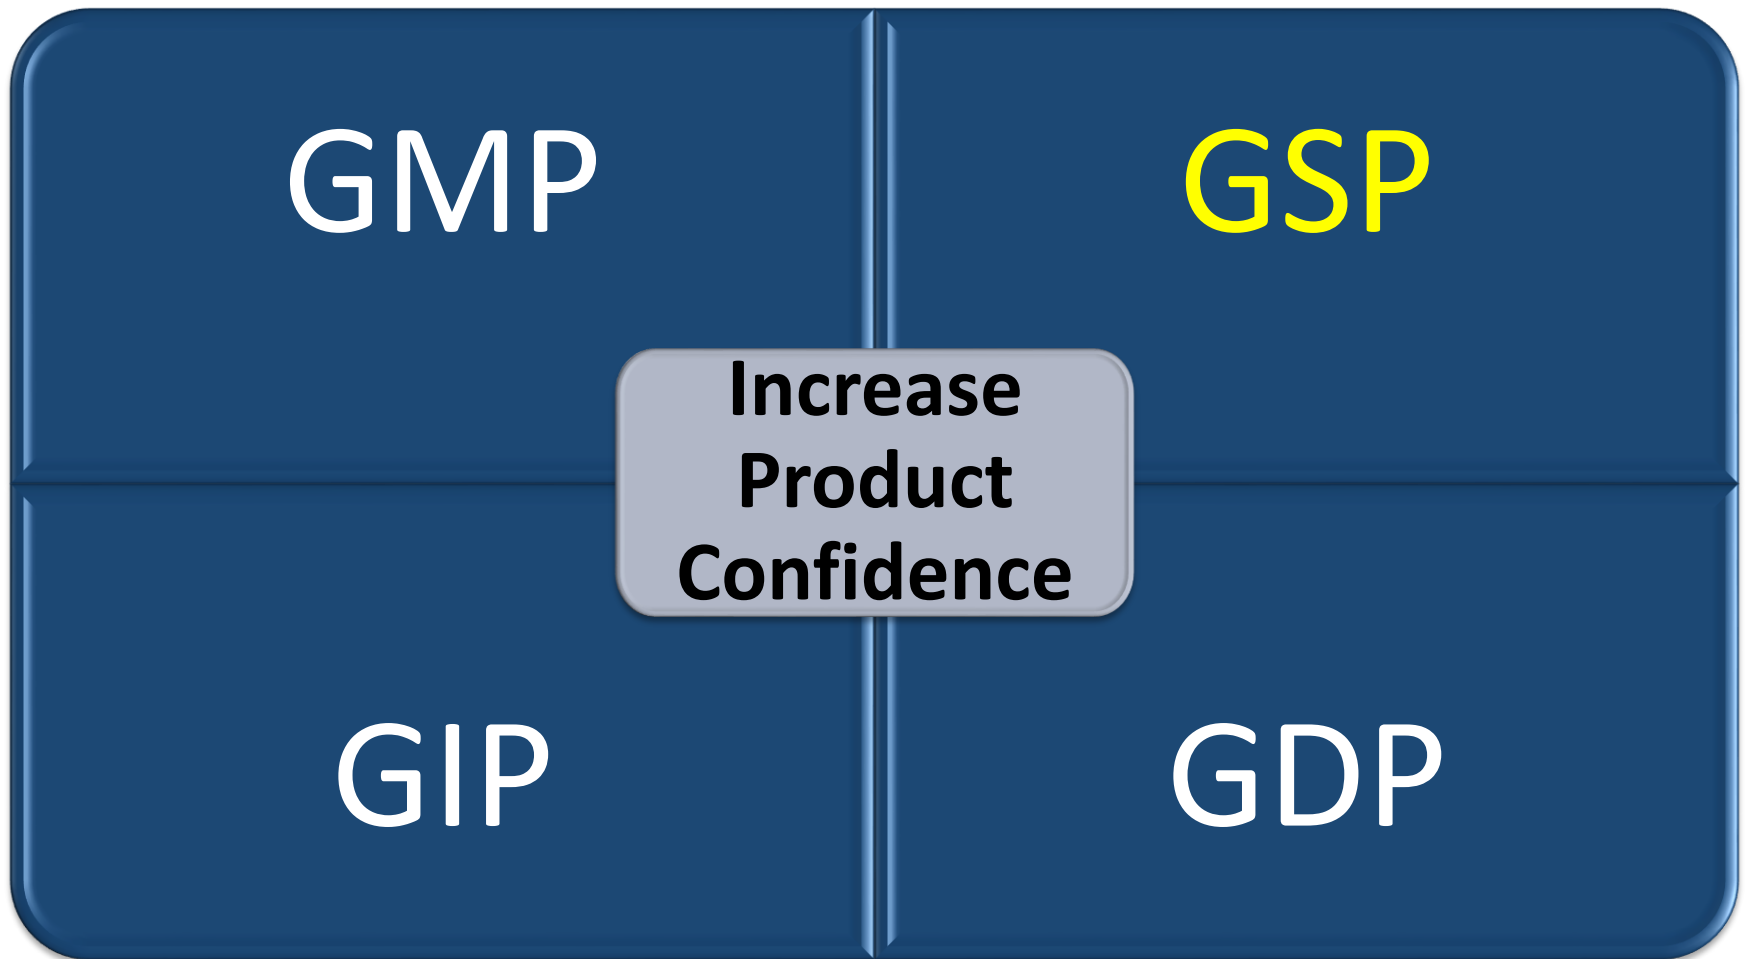 GMP
GSP
Increase
Product
Confidence
GIP
GDP